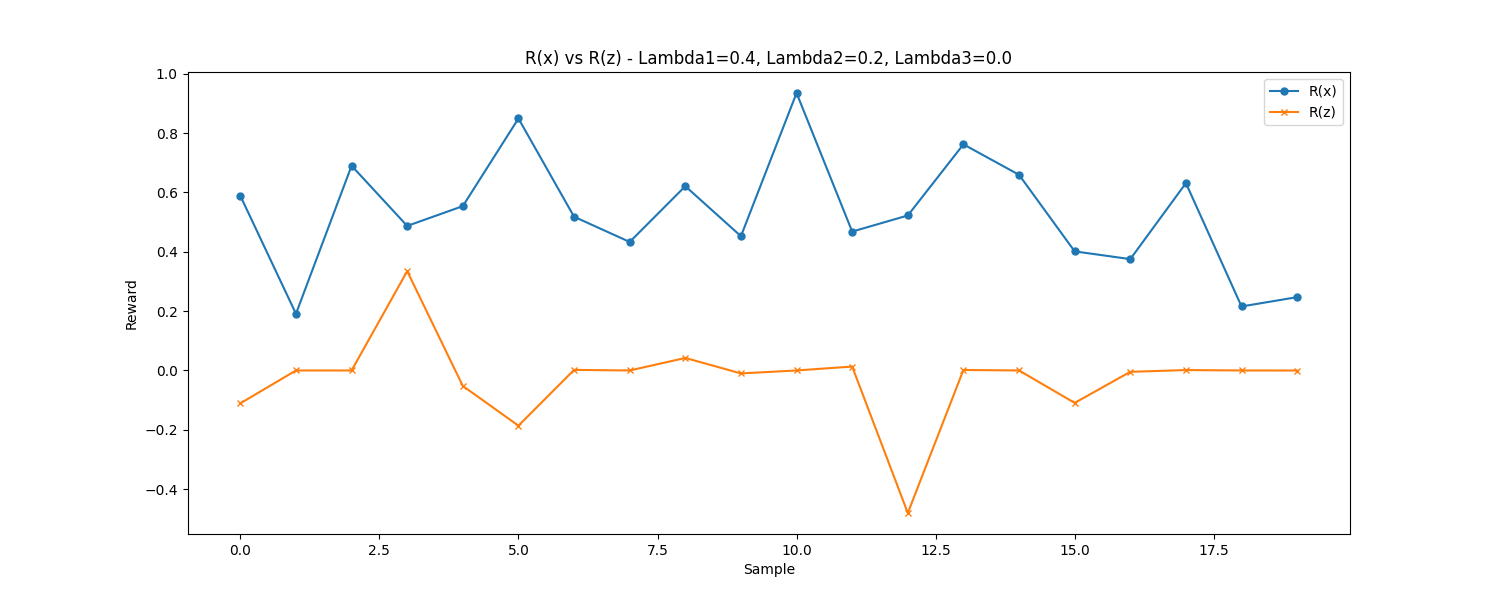 R(x) vs R(z) - Lambda1=0.4, Lambda2=0.2, Lambda3=0.0
R(x)
R(z)
1.0
0.8
0.6
0.4
0.2
0.0
−0.2
−0.4
Reward
0.0 2.5 5.0 7.5 10.0 12.5 15.0 17.5
Sample